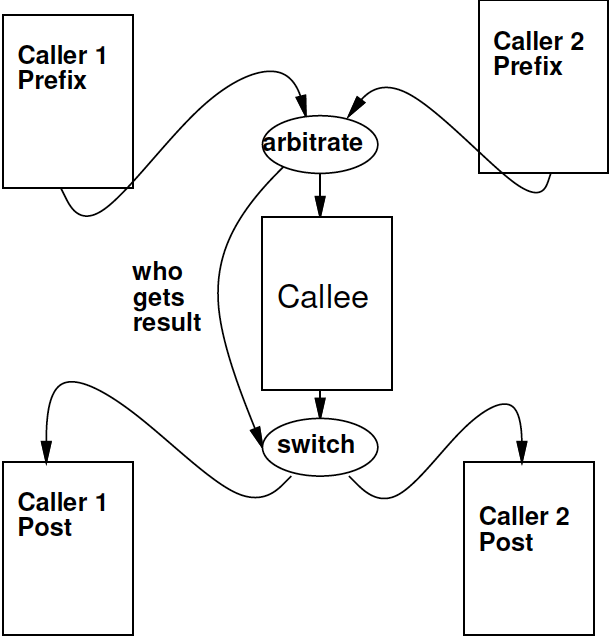 Caller 1
Prefix
Caller 2
Prefix
arbitrate
who
gets
result
Callee
switch
Caller 1
Post
Caller 2
Post